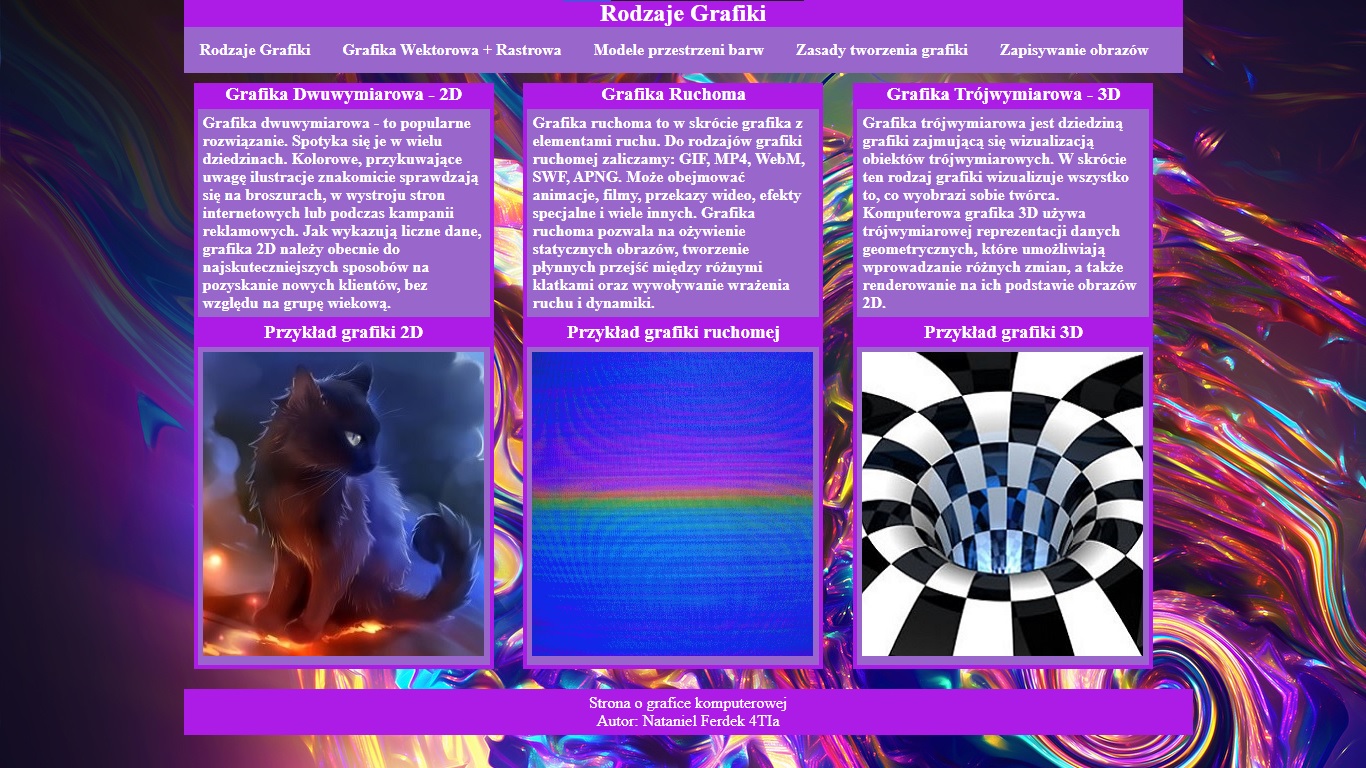 Rodzaje Grafiki
Rodzaje Grafiki Grafika Wektorowa + Rastrowa Modele przestrzeni barw Zasady tworzenia grafiki Zapisywanie obrazów
Grafika Dwuwymiarowa - 2D
Grafika dwuwymiarowa - to popularne
rozwiązanie. Spotyka się je w wielu
dziedzinach. Kolorowe, przykuwające
uwagę ilustracje znakomicie sprawdzają
się na broszurach, w wystroju stron
internetowych lub podczas kampanii
reklamowych. Jak wykazują liczne dane,
grafika 2D należy obecnie do
najskuteczniejszych sposobów na
pozyskanie nowych klientów, bez
względu na grupę wiekową.
Przykład grafiki 2D
Grafika Ruchoma
Grafika ruchoma to w skrócie grafika z
elementami ruchu. Do rodzajów grafiki
ruchomej zaliczamy: GIF, MP4, WebM,
SWF, APNG. Może obejmować
animacje, filmy, przekazy wideo, efekty
specjalne i wiele innych. Grafika
ruchoma pozwala na ożywienie
statycznych obrazów, tworzenie
płynnych przejść między różnymi
klatkami oraz wywoływanie wrażenia
ruchu i dynamiki.
Przykład grafiki ruchomej
Grafika Trójwymiarowa - 3D
Grafika trójwymiarowa jest dziedziną
grafiki zajmującą się wizualizacją
obiektów trójwymiarowych. W skrócie
ten rodzaj grafiki wizualizuje wszystko
to, co wyobrazi sobie twórca.
Komputerowa grafika 3D używa
trójwymiarowej reprezentacji danych
geometrycznych, które umożliwiają
wprowadzanie różnych zmian, a także
renderowanie na ich podstawie obrazów
2D.
Przykład grafiki 3D
Strona o grafice komputerowej
Autor: Nataniel Ferdek 4TIa